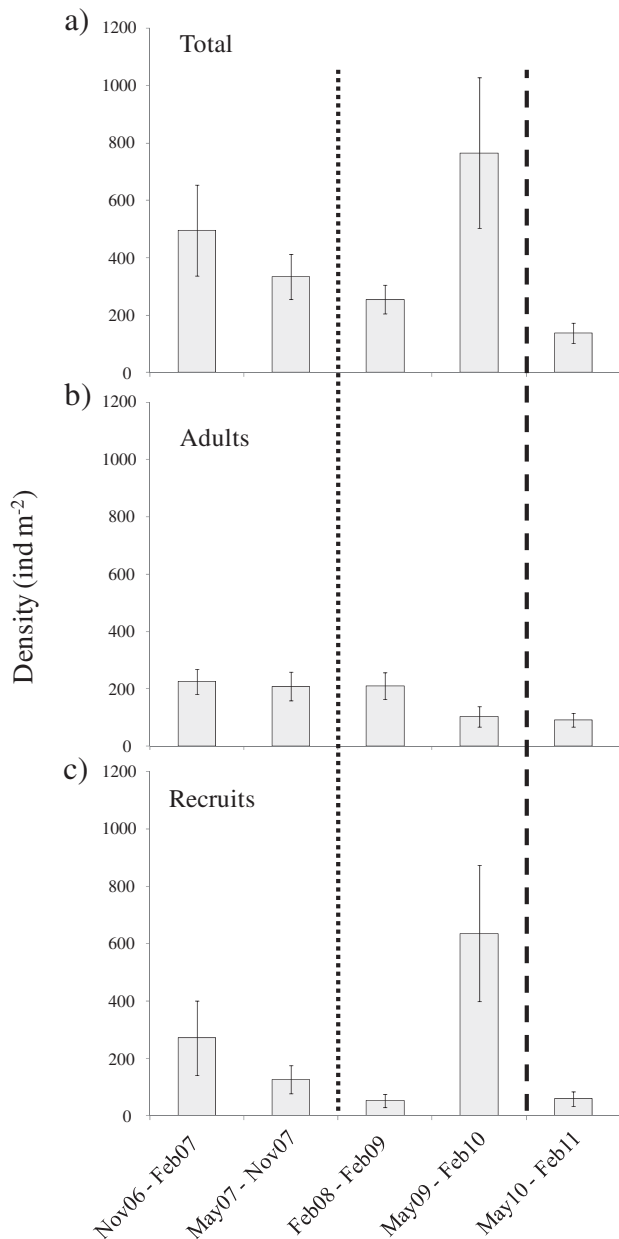 a)
Total
1200
1000
800
600
400
200
0
b)
Adults
1200
1000
800
600
400
200
0
Density (ind m-2)
c)
Recruits
1200
1000
800
600
400
200
0
Nov06 - Feb07
May07 - Nov07
Feb08 - Feb09
May09 - Feb10
May10 - Feb11